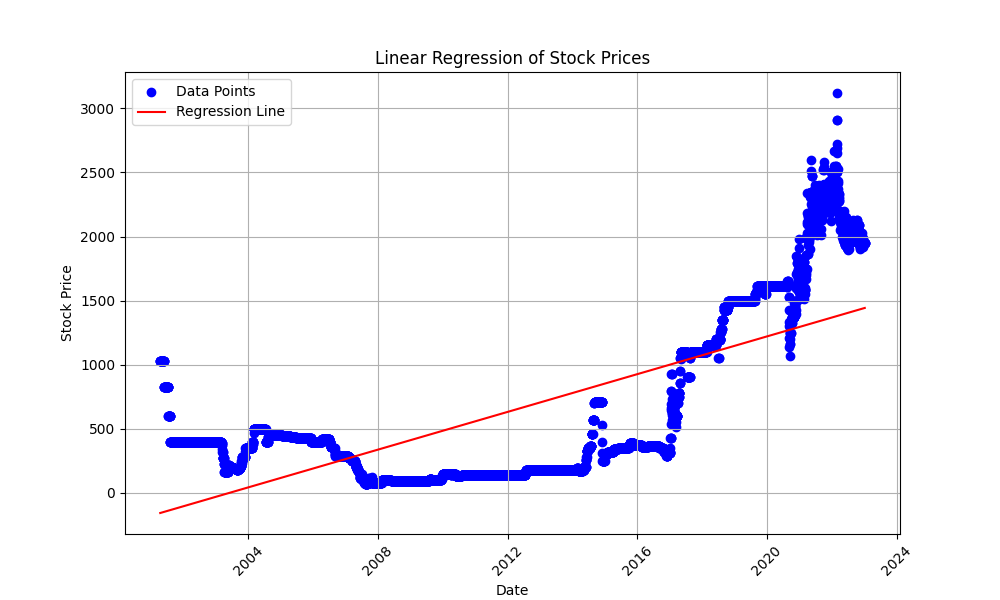 Linear Regression of Stock Prices
Data Points
Regression Line
3000
2500
2000
1500
1000
500
0
Stock Price
2004
2008
2012
2016
2020
2024
Date